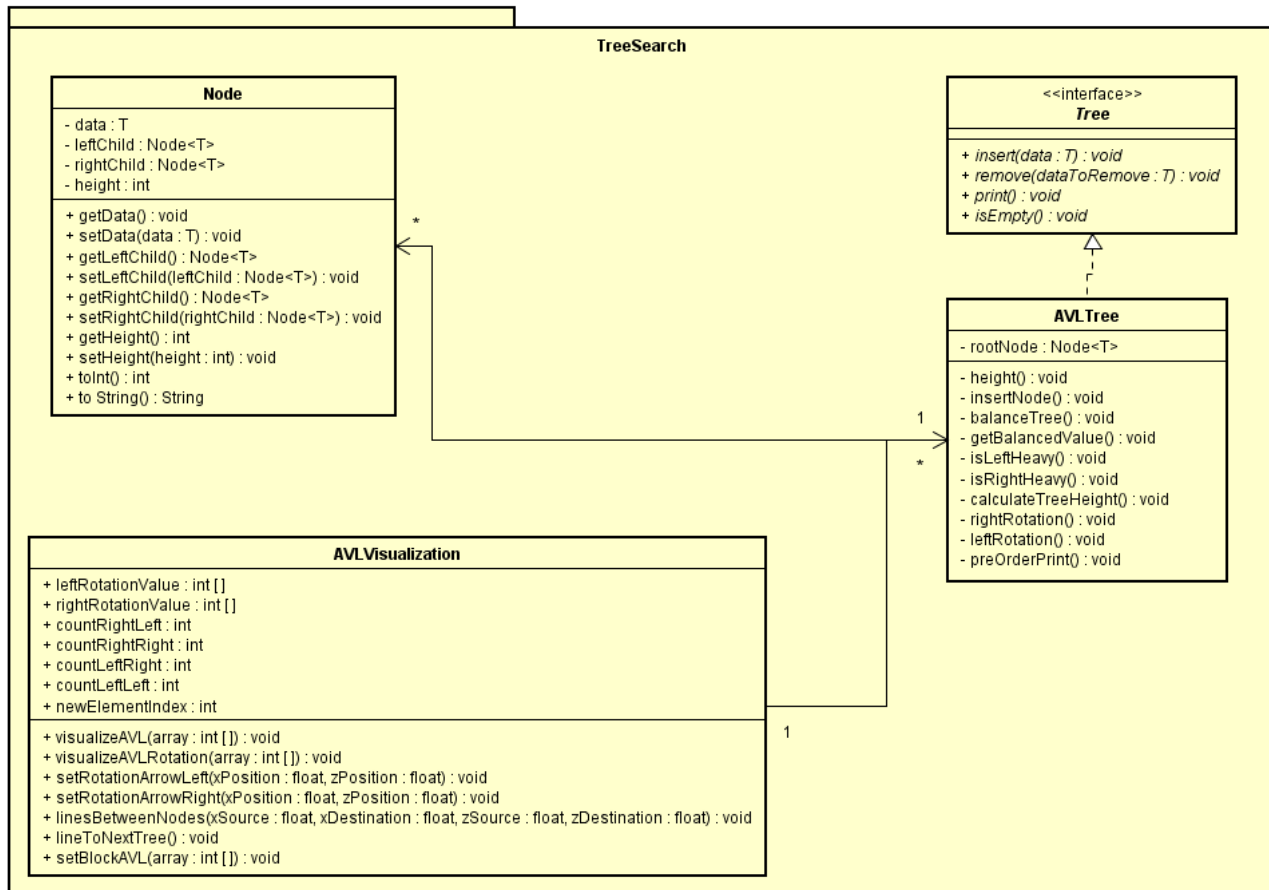 TreeSearch
Node
- data : T
- leftChild : Node<T>
- rightChild : Node<T>
- height : int
+ getData() : void
+ setData(data : T) : void
+ getLeftChild() : Node<T>
+ setLeftChild(leftChild : Node<T>) : void
+ getRightChild() : Node<T>
+ setRightChild(rightChild : Node<T>) : void
+ getHeight() : int
+ setHeight(height : int) : void
+ toInt() : int
+ to String() : String
*
<<interface>>
Tree
+ insert(data : T) : void
+ remove(dataToRemove : T) : void
+ print() : void
+ isEmpty() : void
AVLTree
- rootNode : Node<T>
- height() : void
- insertNode() : void
- balanceTree() : void
- getBalancedValue() : void
- isLeftHeavy() : void
- isRightHeavy() : void
- calculateTreeHeight() : void
- rightRotation() : void
- leftRotation() : void
- preOrderPrint() : void
1
*
AVLVisualization
+ leftRotationValue : int [ ]
+ rightRotationValue : int [ ]
+ countRightLeft : int
+ countRightRight : int
+ countLeftRight : int
+ countLeftLeft : int
+ newElementIndex : int
+ visualizeAVL(array : int [ ]) : void
+ visualizeAVLRotation(array : int [ ]) : void
+ setRotationArrowLeft(xPosition : float, zPosition : float) : void
+ setRotationArrowRight(xPosition : float, zPosition : float) : void
+ linesBetweenNodes(xSource : float, xDestination : float, zSource : float, zDestination : float) : void
+ lineToNextTree() : void
+ setBlockAVL(array : int [ ]) : void
1